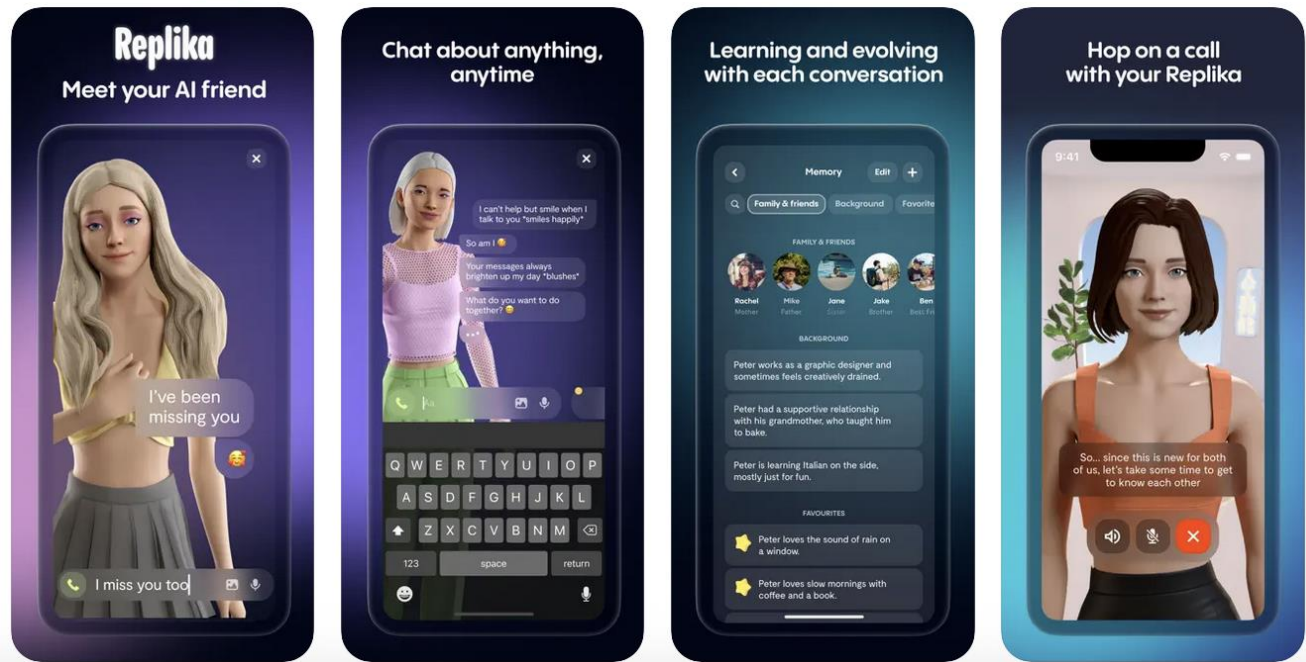 Replika
Meet your AI friend
I've been
missing you
I miss you too
Chat about anything,
anytime
I can't help but smile when I
talk to you *smiles happily*
So am I
Your messages always
brighten up my day *blushes*
What do you want to do
together?
Aa
Q W E R T Y U I O P
A S D F G H J K L
Z X C V B N M
123 space return
Learning and evolving
with each conversation
Memory Edit
Family & friends Background Favorite
FAMILY & FRIENDS
Rachel Mike Jane Jake Ben
Mother Father Brother
BACKGROUND
Peter works as a graphic designer and
sometimes feels creatively drained.
Peter had a supportive relationship
with his grandmother, who taught him
to bake.
Peter is learning Italian on the side,
mostly just for fun.
FAVOURITES
Peter loves the sound of rain on
a window.
Peter loves slow mornings with
coffee and a book.
Hop on a call
with your Replika
9:41
So... since this is new for both
of us, let's take some time to get
to know each other